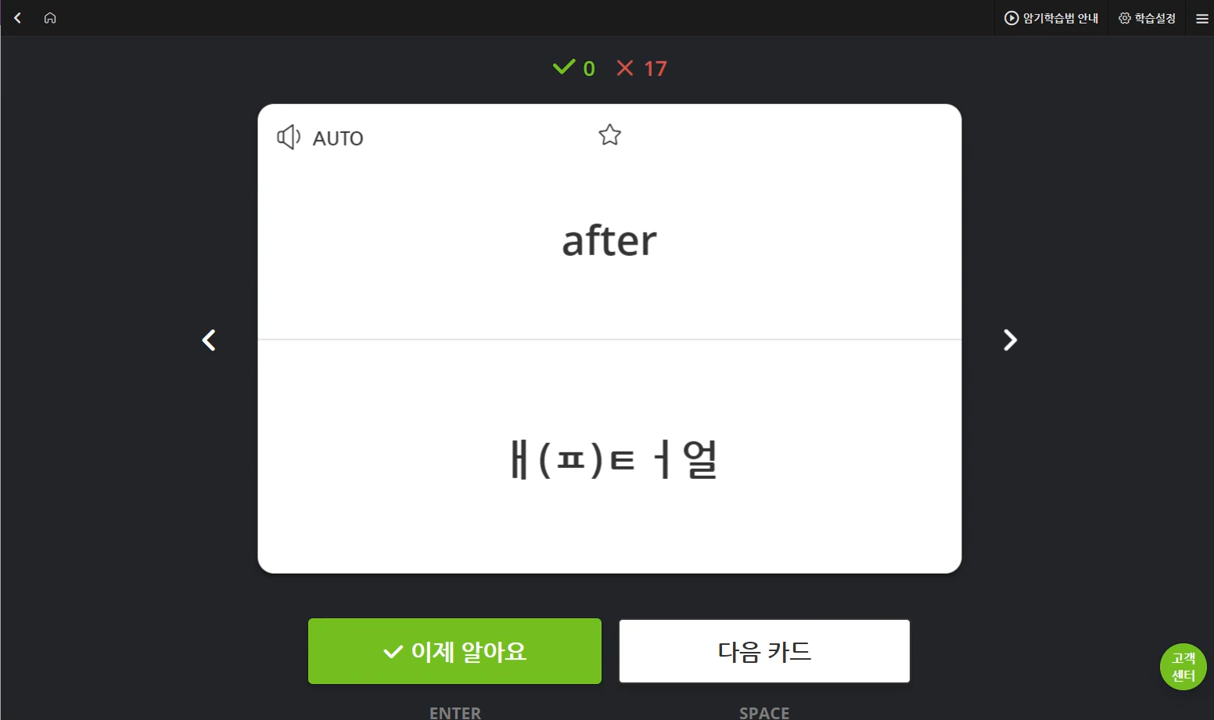 암기학습법 안내 학습설정
0 17
AUTO
after
ㅐ(ㅍ)ㅌㅓ얼
이제 알아요 다음 카드
ENTER SPACE
고객
센터